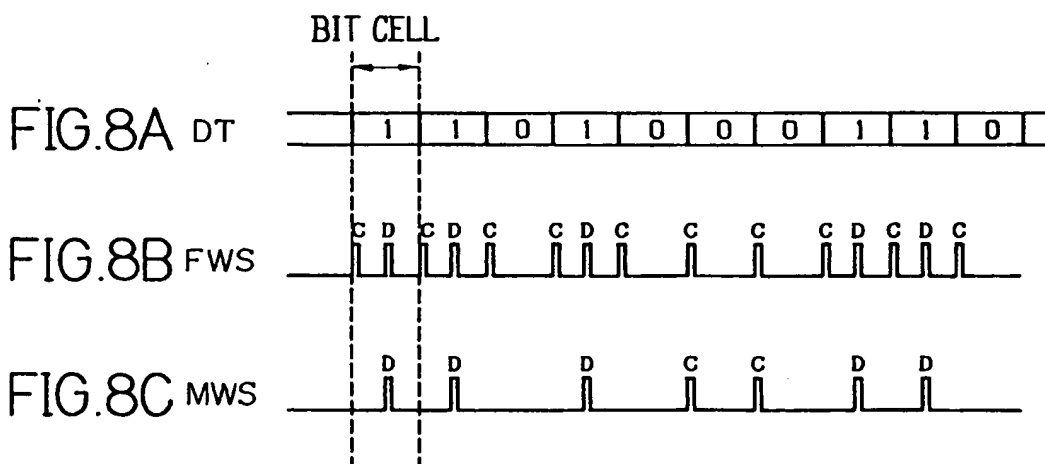 BIT CELL
FIG.8A DT 1 1 0 1 0 0 0 1 1 0
C D C D C C D C C C C D C D C
FIG.8B FWS
D D D C C D D
FIG.8C MWS